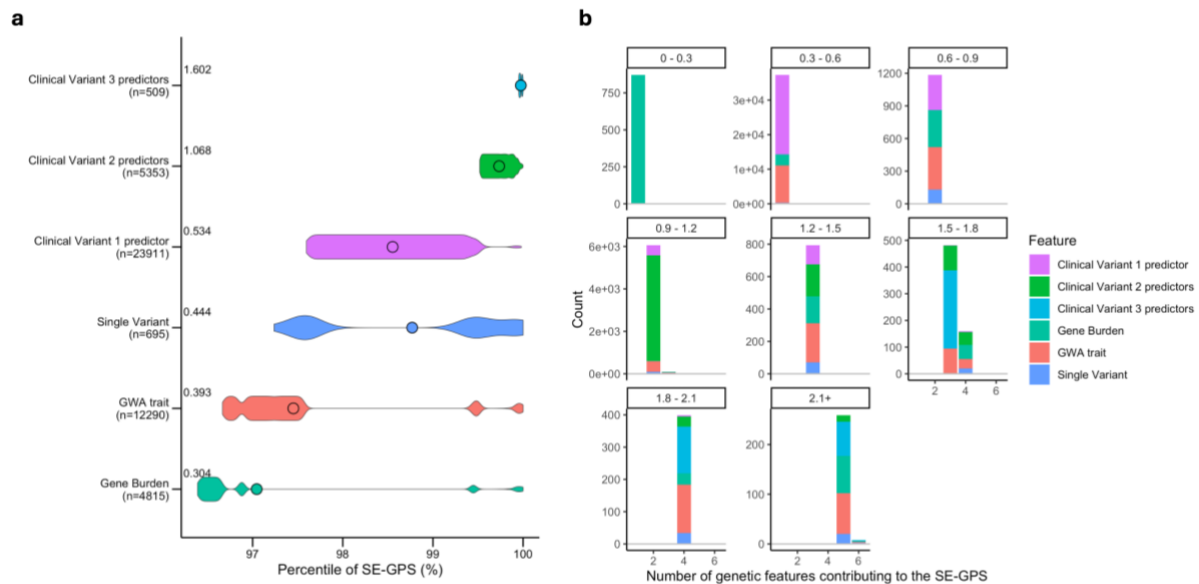 a
b
1.602
Clinical Variant 3 predictors
(n=509)
1.068
Clinical Variant 2 predictors
(n=5353)
0.534
Clinical Variant 1 predictor
(n=23911)
0.444
Single Variant
(n=695)
0.393
GWA trait
(n=12290)
0.304
Gene Burden
(n=4815)
97
98
99
100
Percentile of SE-GPS (%)
Count
0 - 0.3
750
500
250
0
0.3 - 0.6
3e+04
2e+04
1e+04
0e+00
0.6 - 0.9
1200
900
600
300
0
0.9 - 1.2
6e+03
4e+03
2e+03
0e+00
1.2 - 1.5
800
600
400
200
0
1.5 - 1.8
500
400
300
200
100
0
2 4 6
1.8 - 2.1
400
300
200
100
0
2 4 6
2.1+
200
100
0
2 4 6
Number of genetic features contributing to the SE-GPS
Feature
Clinical Variant 1 predictor
Clinical Variant 2 predictors
Clinical Variant 3 predictors
Gene Burden
GWA trait
Single Variant